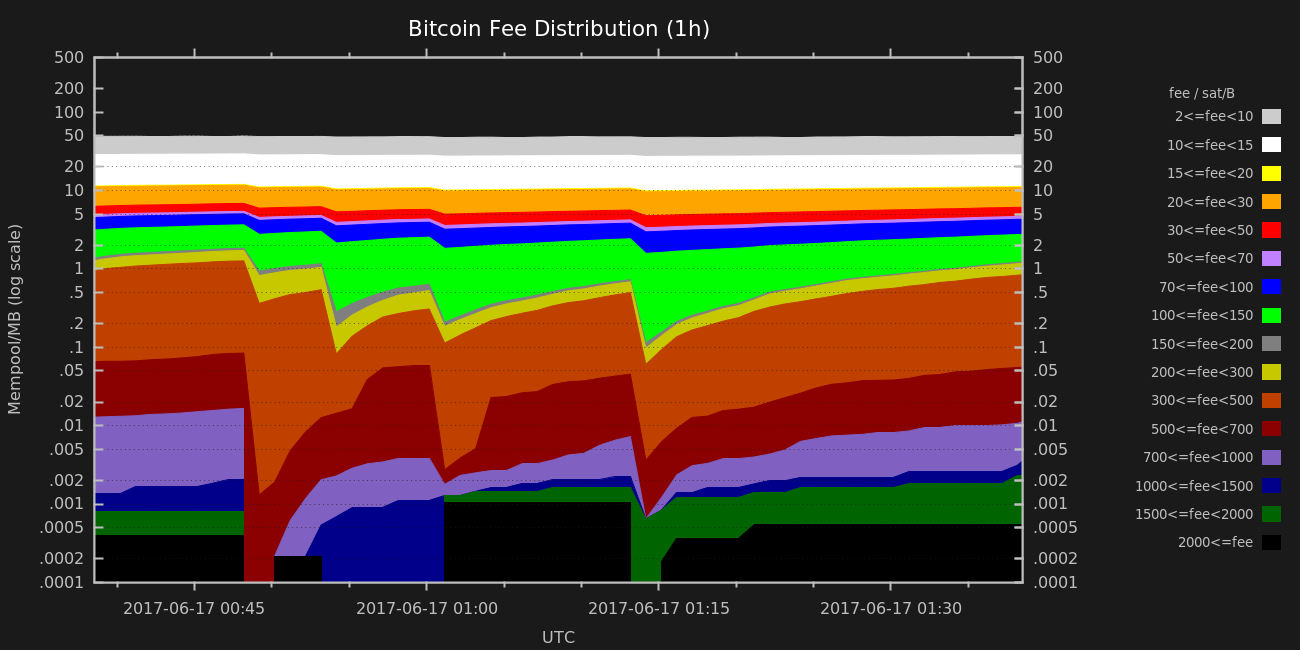 Bitcoin Fee Distribution (1h)
500
200
100
50
20
10
5
2
1
.5
.2
.1
.05
.02
.01
.005
.002
.001
.0005
.0002
.0001
Mempool/MB (log scale)
500
200
100
50
20
10
5
2
1
.5
.2
.1
.05
.02
.01
.005
.002
.001
.0005
.0002
.0001
2017-06-17 00:45
2017-06-17 01:00
2017-06-17 01:15
2017-06-17 01:30
UTC
fee / sat/B
2<=fee<10
10<=fee<15
15<=fee<20
20<=fee<30
30<=fee<50
50<=fee<70
70<=fee<100
100<=fee<150
150<=fee<200
200<=fee<300
300<=fee<500
500<=fee<700
700<=fee<1000
1000<=fee<1500
1500<=fee<2000
2000<=fee